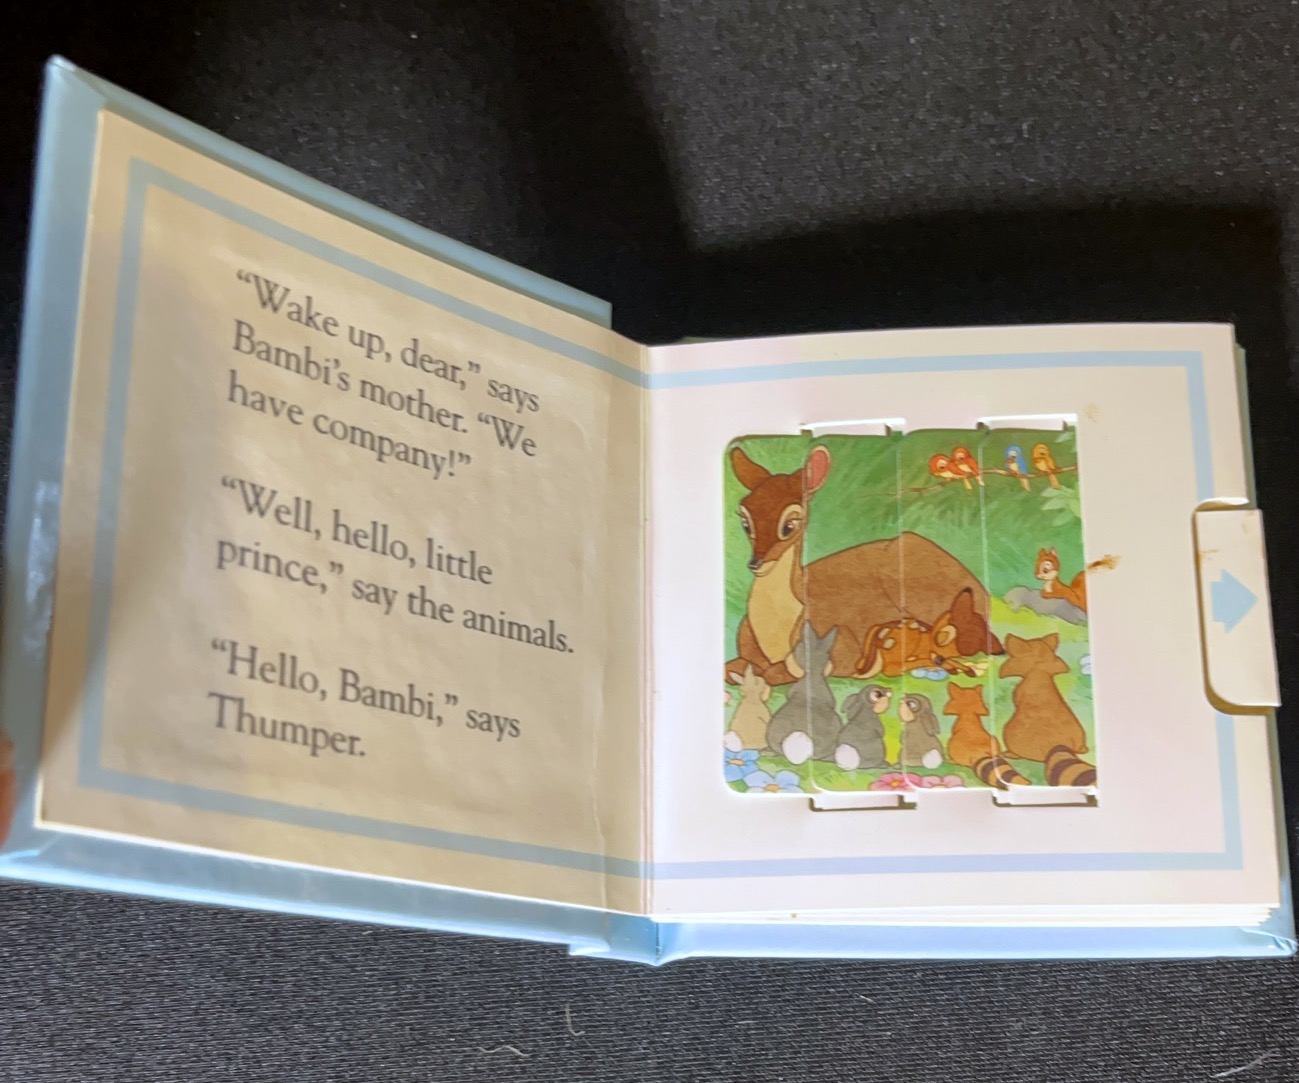 “Wake up, dear,” says
Bambi’s mother. “We
have company!”
“Well, hello, little
prince,” say the animals.
“Hello, Bambi,” says
Thumper.